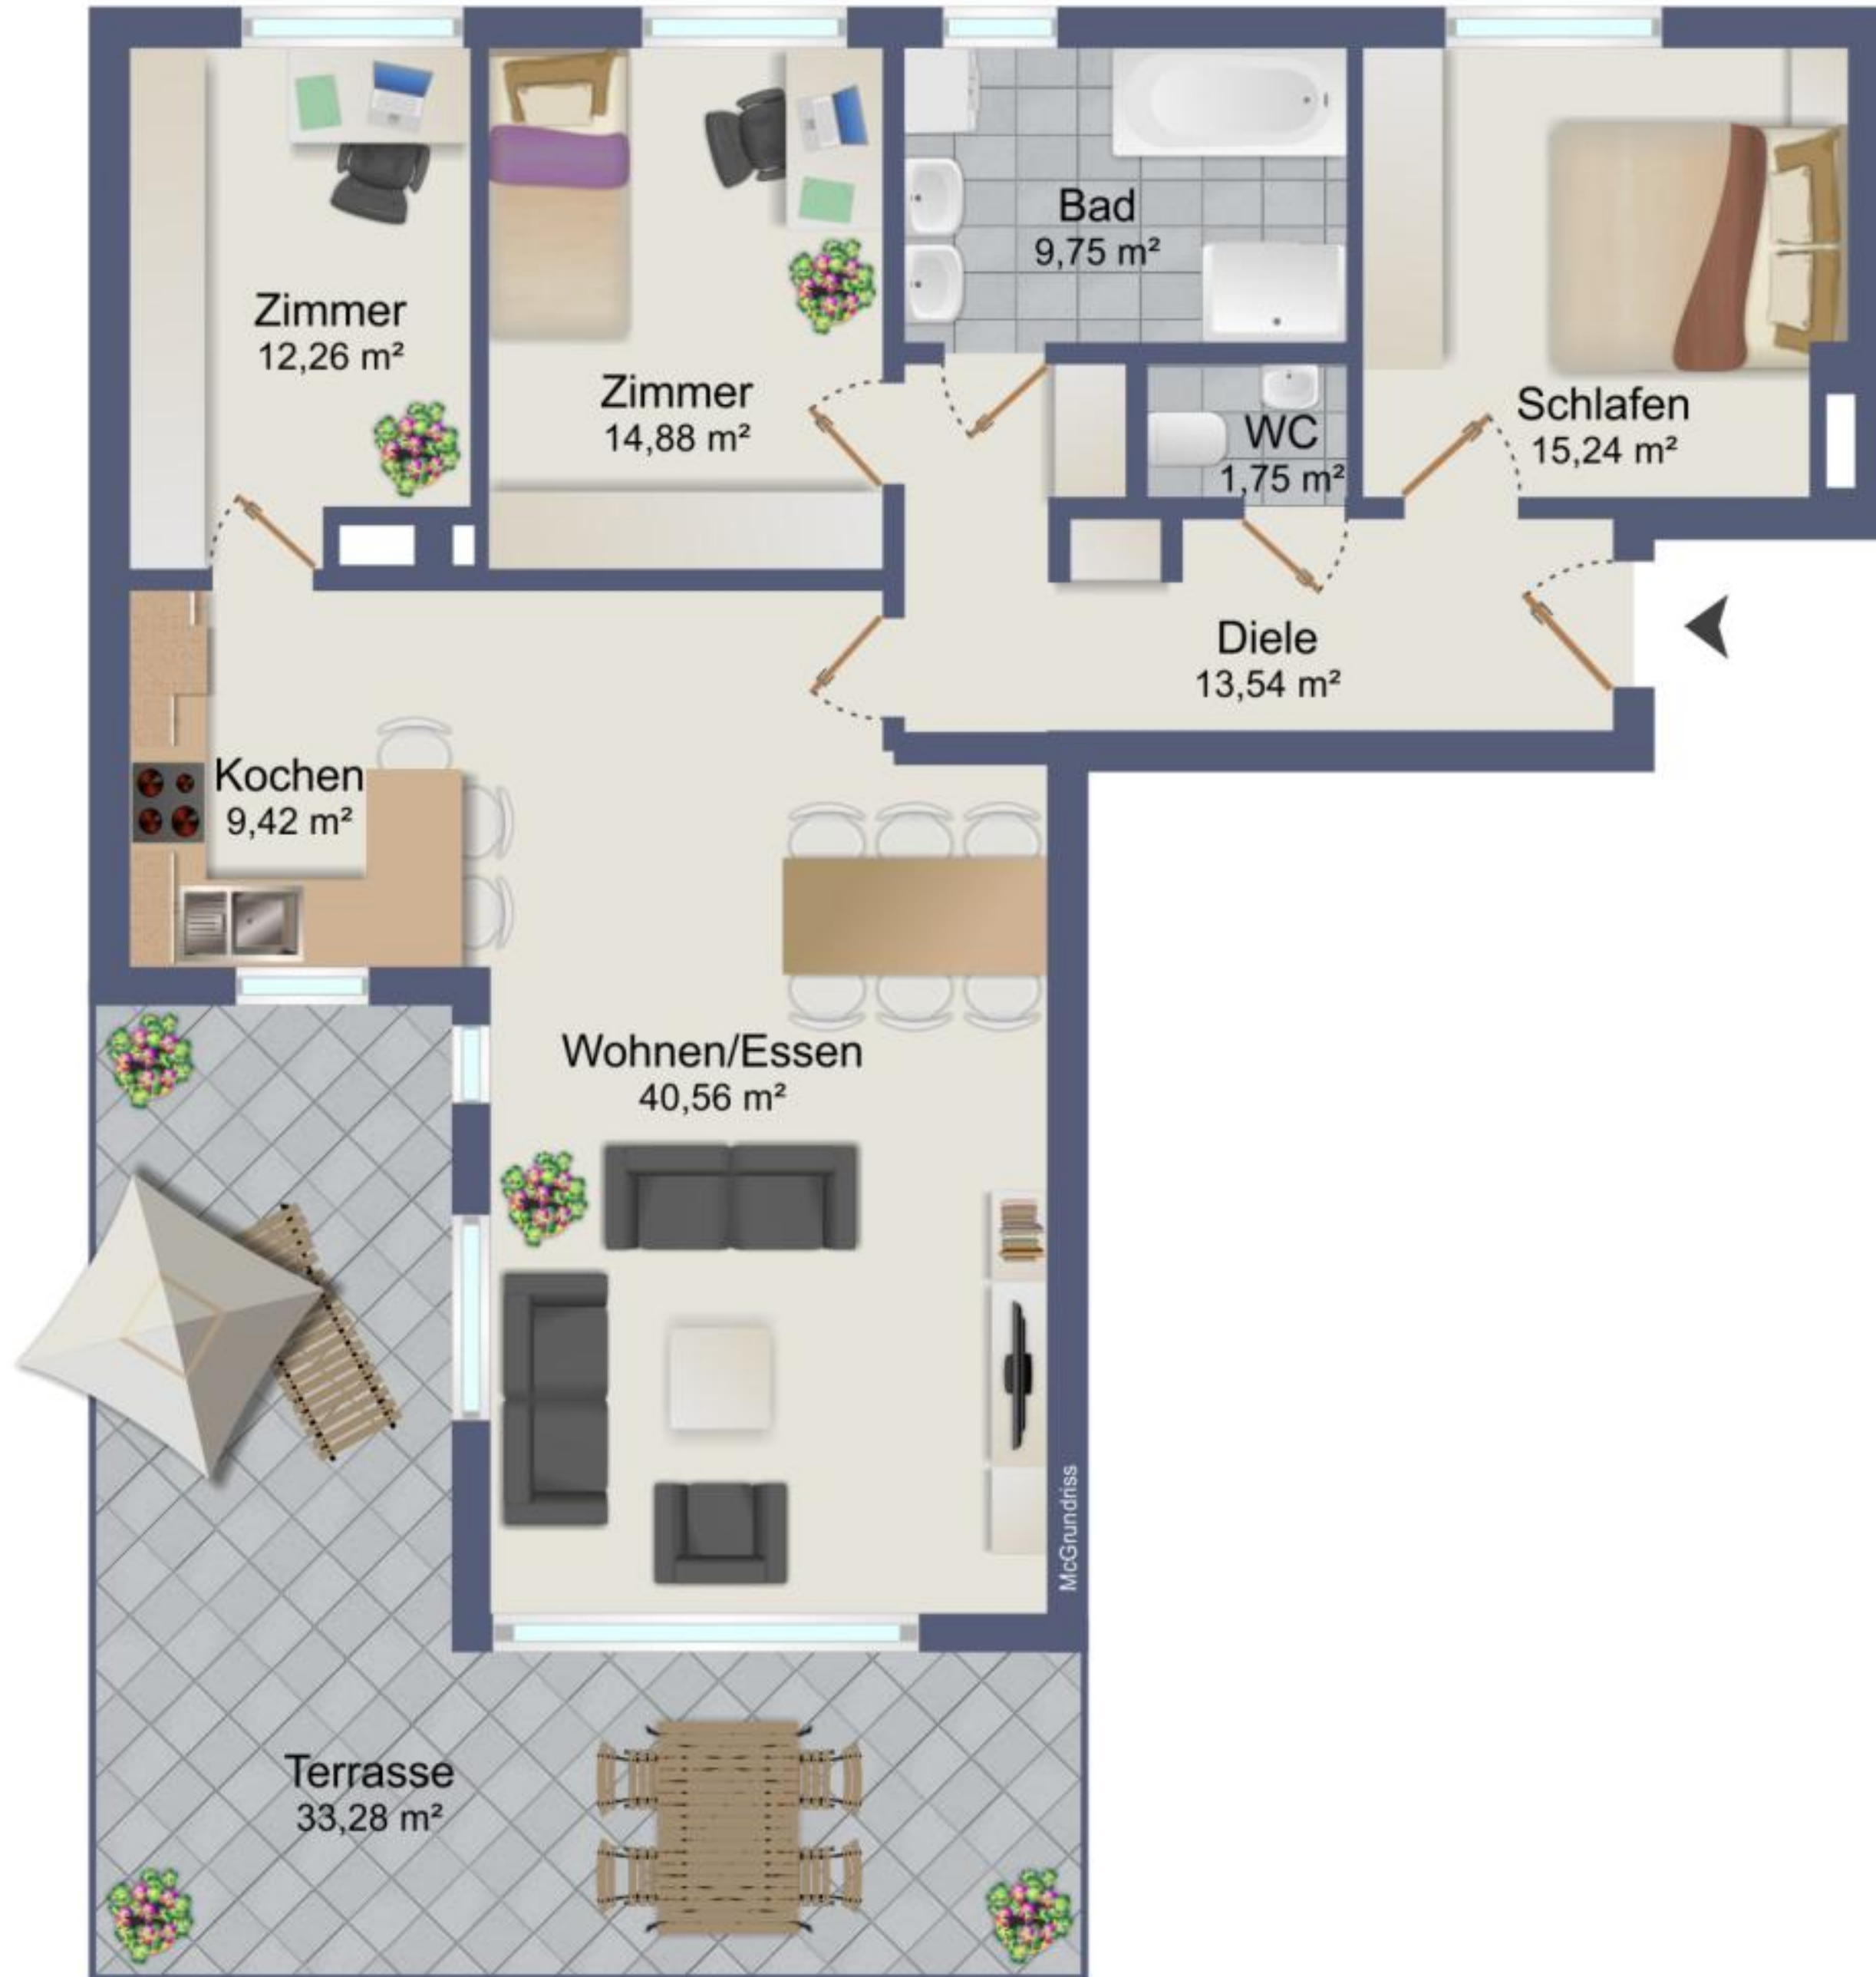 Zimmer
12,26 m²
Zimmer
14,88 m²
Bad
9,75 m²
WC
1,75 m²
Schlafen
15,24 m²
Diele
13,54 m²
Kochen
9,42 m²
Wohnen/Essen
40,56 m²
McGrundriss
Terrasse
33,28 m²